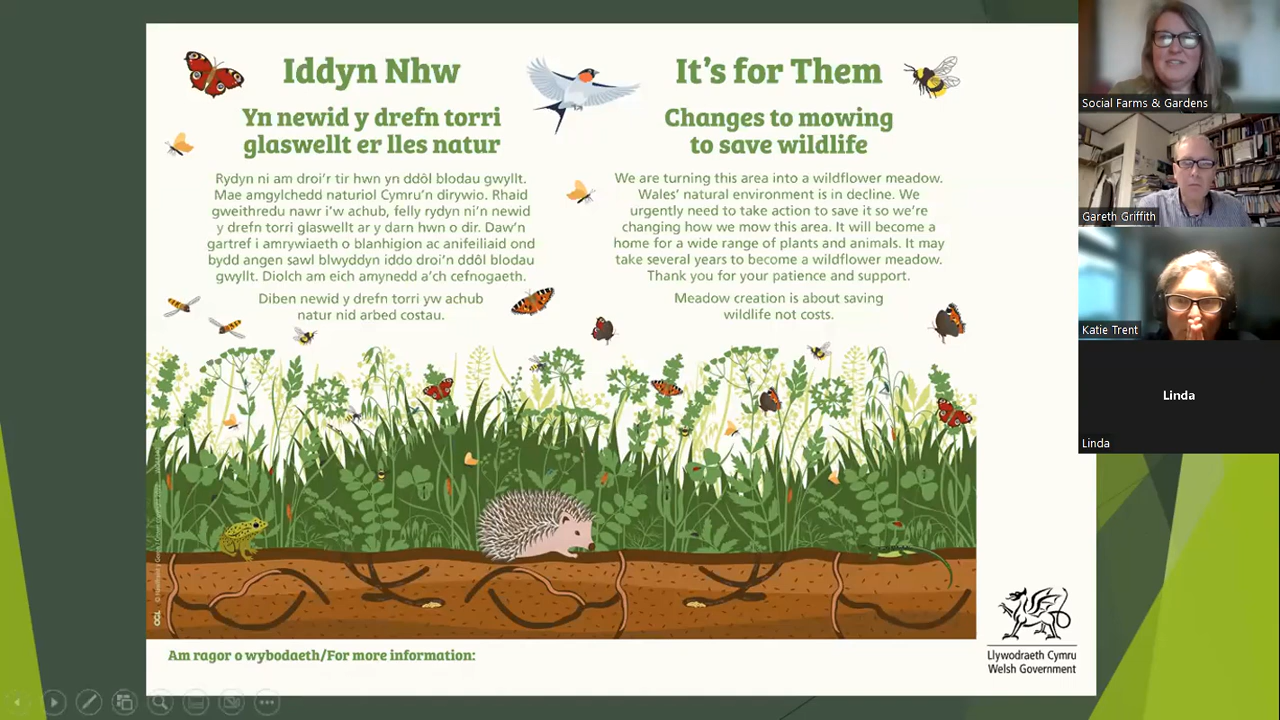 Iddyn Nhw
Yn newid y drefn torri
glaswellt er lles natur
Rydyn ni am droi'r tir hwn yn ddôl blodau gwyllt.
Mae amgylchedd naturiol Cymru'n dirywio. Rhaid
gweithredu nawr i'w achub, felly rydyn ni'n newid
y drefn torri glaswellt ar y darn hwn o dir. Daw'n
gartref i amrywiaeth o blanhigion ac anifeiliaid ond
bydd angen sawl blwyddyn iddo droi'n ddôl blodau
gwyllt. Diolch am eich amynedd a'ch cefnogaeth.
Diben newid y drefn torri yw achub
natur nid arbed costau.
It's for Them
Changes to mowing
to save wildlife
We are turning this area into a wildflower meadow.
Wales' natural environment is in decline. We
urgently need to take action to save it so we're
changing how we mow this area. It will become a
home for a wide range of plants and animals. It may
take several years to become a wildflower meadow.
Thank you for your patience and support.
Meadow creation is about saving
wildlife not costs.
Am ragor o wybodaeth/For more information:
Llywodraeth Cymru
Welsh Government
Social Farms & Gardens
Gareth Griffith
Katie Trent
Linda
Linda